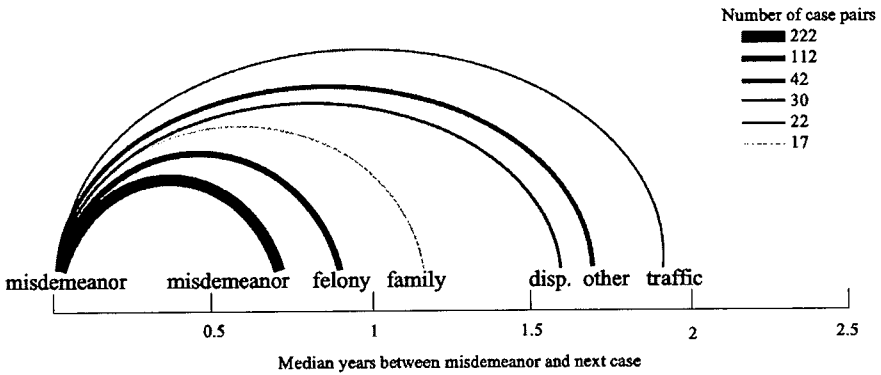 Number of case pairs
222
112
42
30
22
17
misdemeanor misdemeanor felony family disp. other traffic
0.5 1 1.5 2 2.5
Median years between misdemeanor and next case